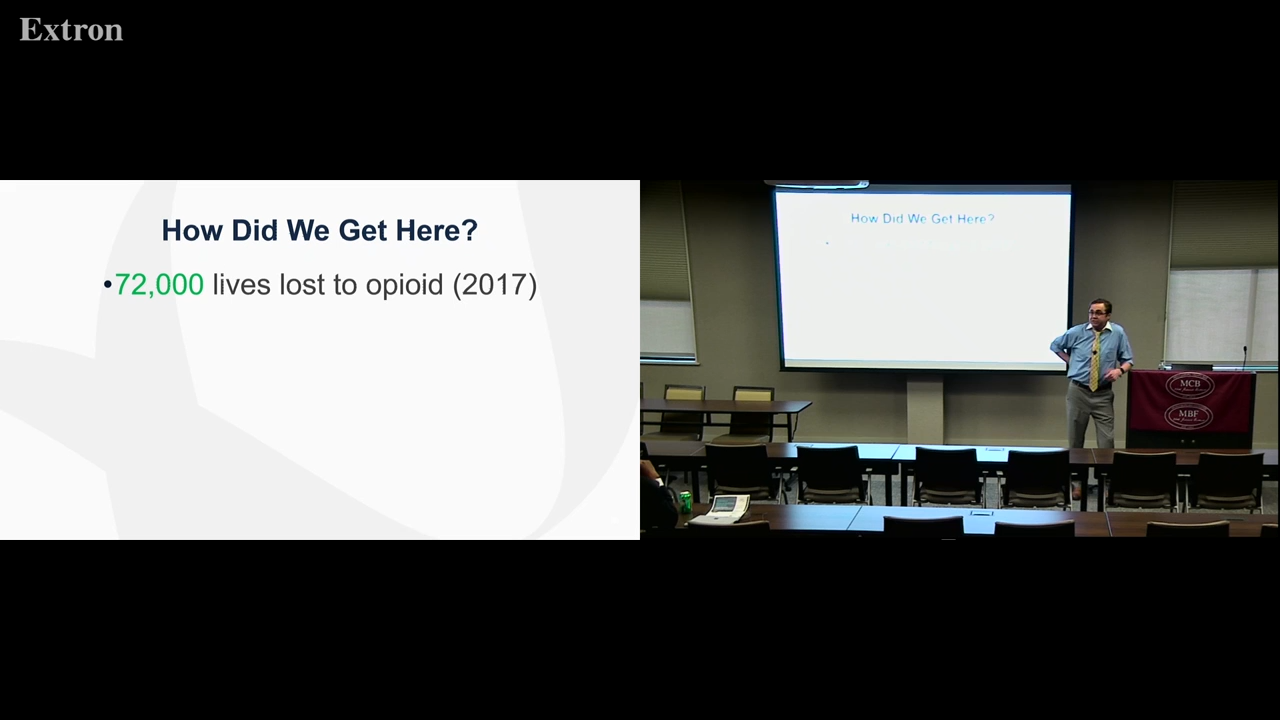 Extron
How Did We Get Here?
•72,000 lives lost to opioid (2017)
How Did We Get Here?
MCB
MBF